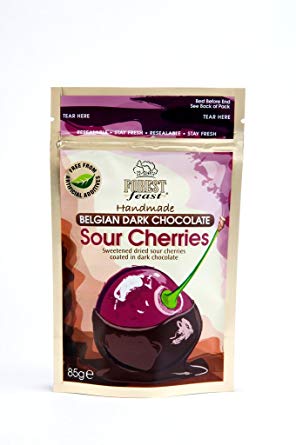 Best Before End
See Back of Pack
TEAR HERE
TEAR HERE
RESEALABLE • STAY FRESH • RESEALABLE • STAY FRESH
FREE FROM
ARTIFICIAL ADDITIVES
FOREST
feast
Handmade
BELGIAN DARK CHOCOLATE
Sour Cherries
Sweetened dried sour cherries
coated in dark chocolate
85g℮